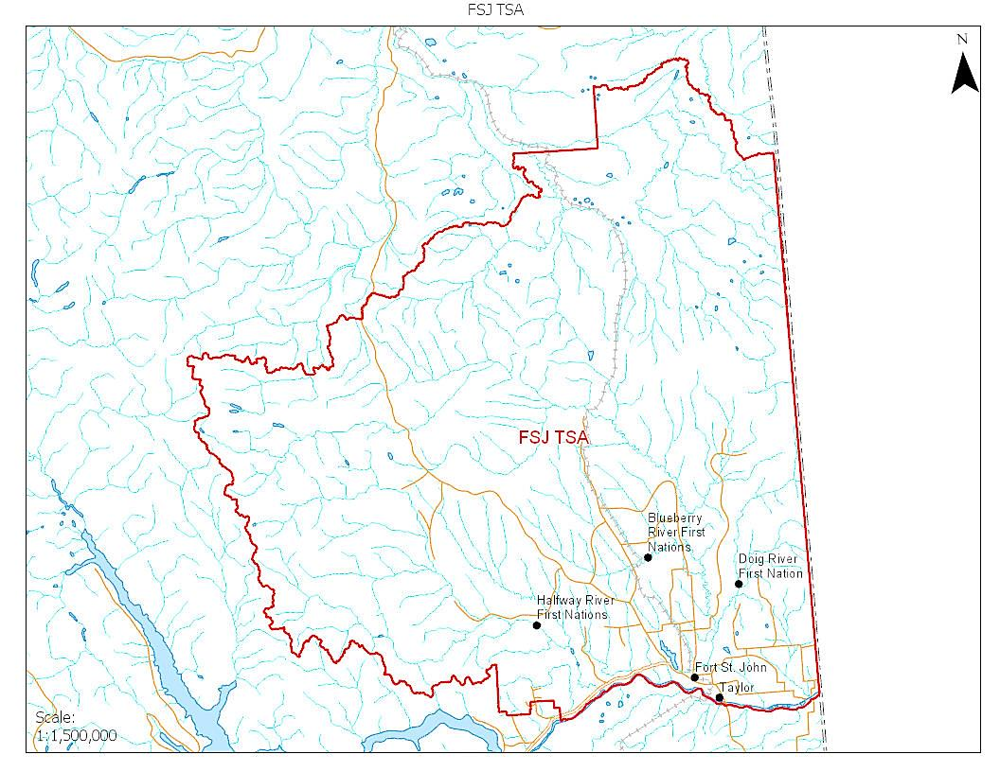 FSJ TSA
N
FSJ TSA
Blueberry
River First
Nations
Doig River
First Nation
Halfway River
First Nations
Fort St. John
Taylor
Scale:
1:1,500,000